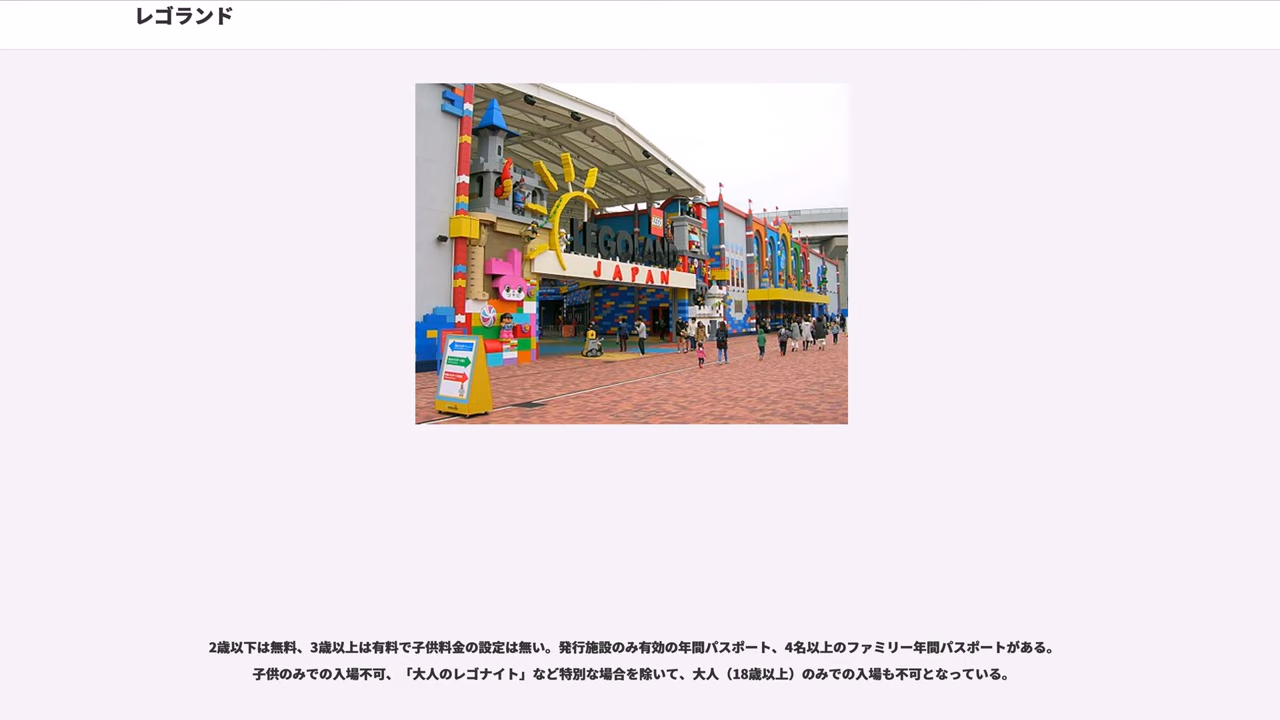 レゴランド
LEGO
LEGOLAND
JAPAN
2歳以下は無料、3歳以上は有料で子供料金の設定は無い。発行施設のみ有効の年間パスポート、4名以上のファミリー年間パスポートがある。
子供のみでの入場不可、「大人のレゴナイト」など特別な場合を除いて、大人（18歳以上）のみでの入場も不可となっている。